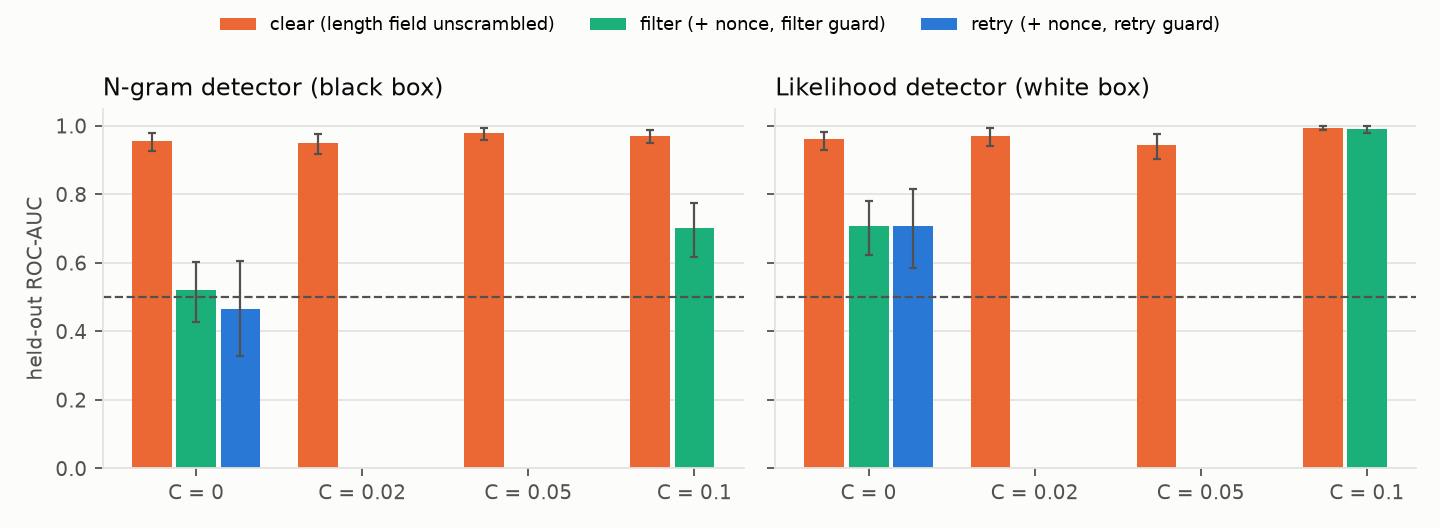 clear (length field unscrambled) filter (+ nonce, filter guard) retry (+ nonce, retry guard)
N-gram detector (black box)
Likelihood detector (white box)
held-out ROC-AUC
1.0
0.8
0.6
0.4
0.2
0.0
C = 0 C = 0.02 C = 0.05 C = 0.1
C = 0 C = 0.02 C = 0.05 C = 0.1